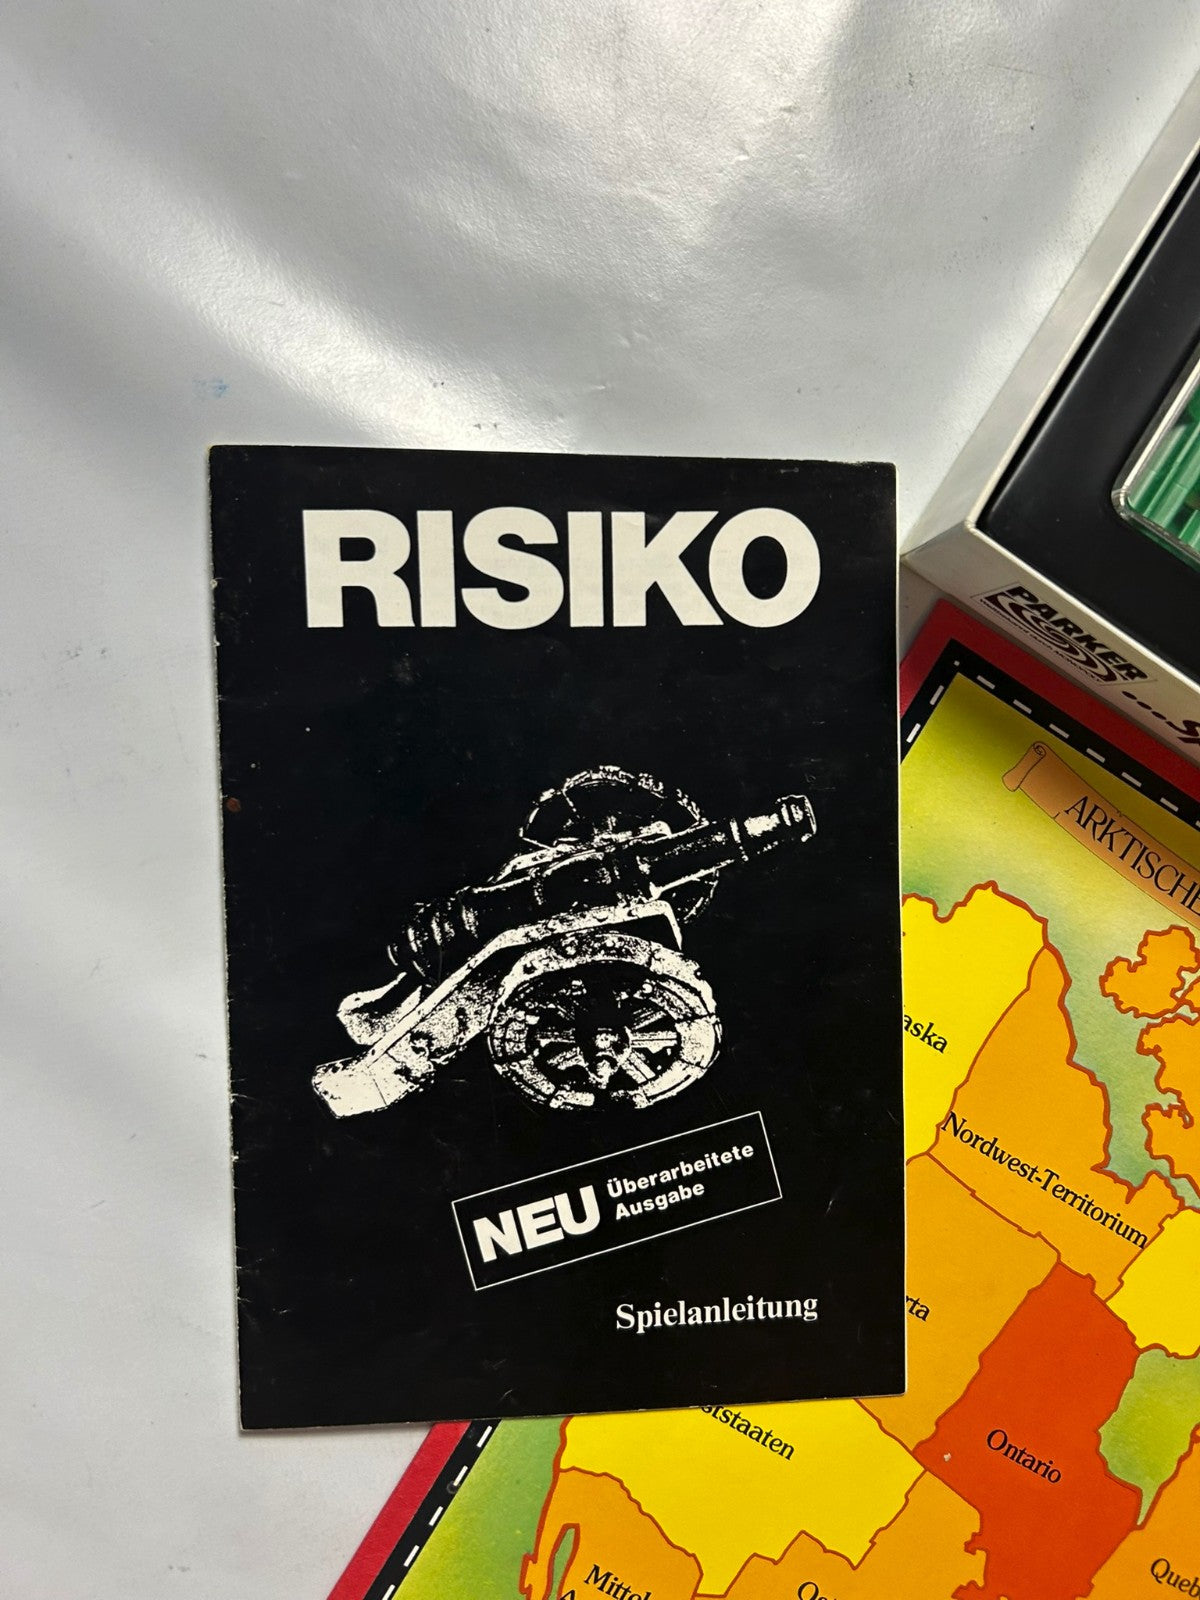 RISIKO
NEU Überarbeitete
Ausgabe
Spielanleitung
PARKER
ARKTISCHE
Nordwest-Territorium
Ontario